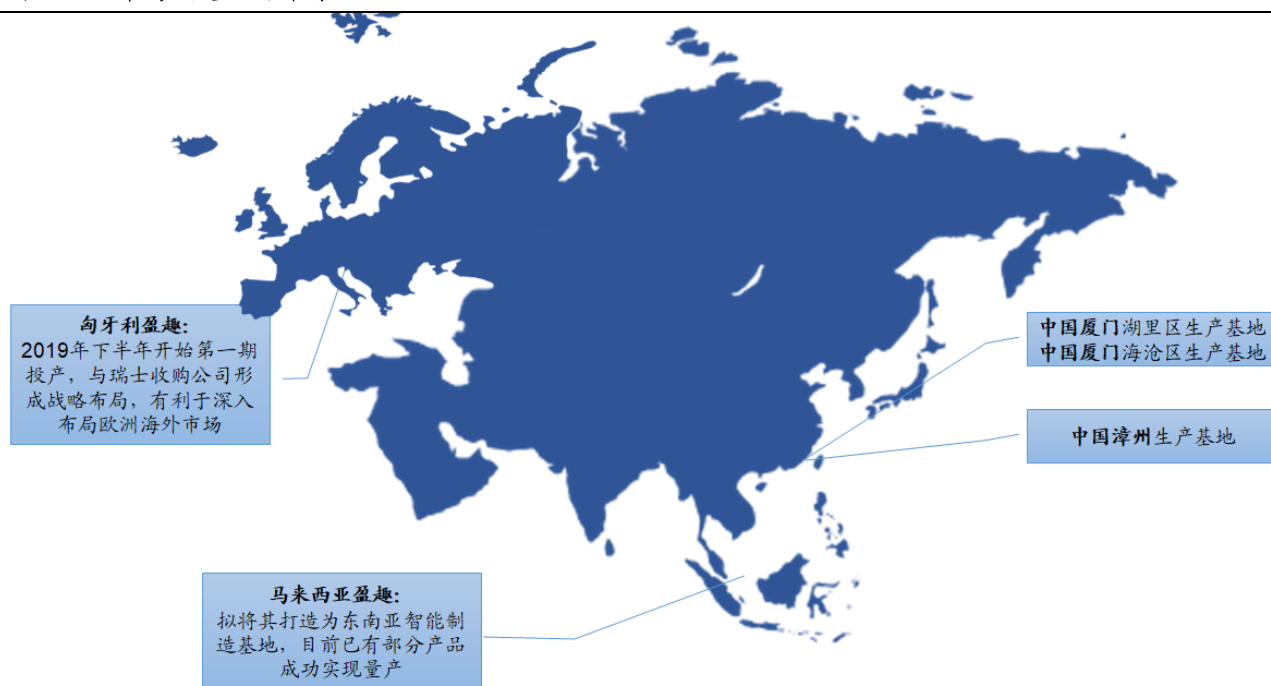 匈牙利盈趣：
2019年下半年开始第一期
投产，与瑞士收购公司形
成战略布局，有利于深入
布局欧洲海外市场
中国厦门湖里区生产基地
中国厦门海沧区生产基地
中国漳州生产基地
马来西亚盈趣：
拟将其打造为东南亚智能制
造基地，目前已有部分产品
成功实现量产